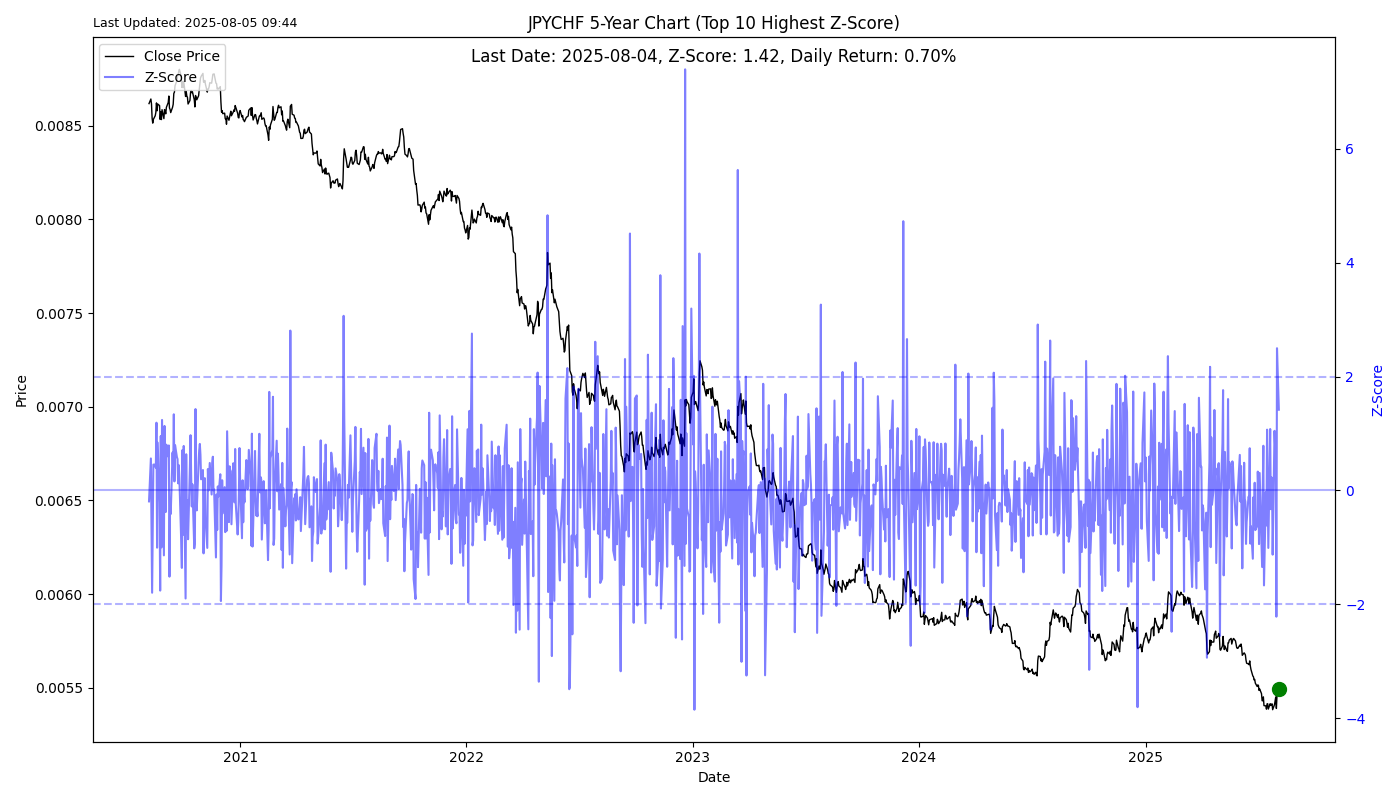 Last Updated: 2025-08-05 09:44
JPYCHF 5-Year Chart (Top 10 Highest Z-Score)
Last Date: 2025-08-04, Z-Score: 1.42, Daily Return: 0.70%
Close Price
Z-Score
0.0085
0.0080
0.0075
0.0070
0.0065
0.0060
0.0055
Price
6
4
2
0
−2
−4
Z-Score
2021
2022
2023
2024
2025
Date